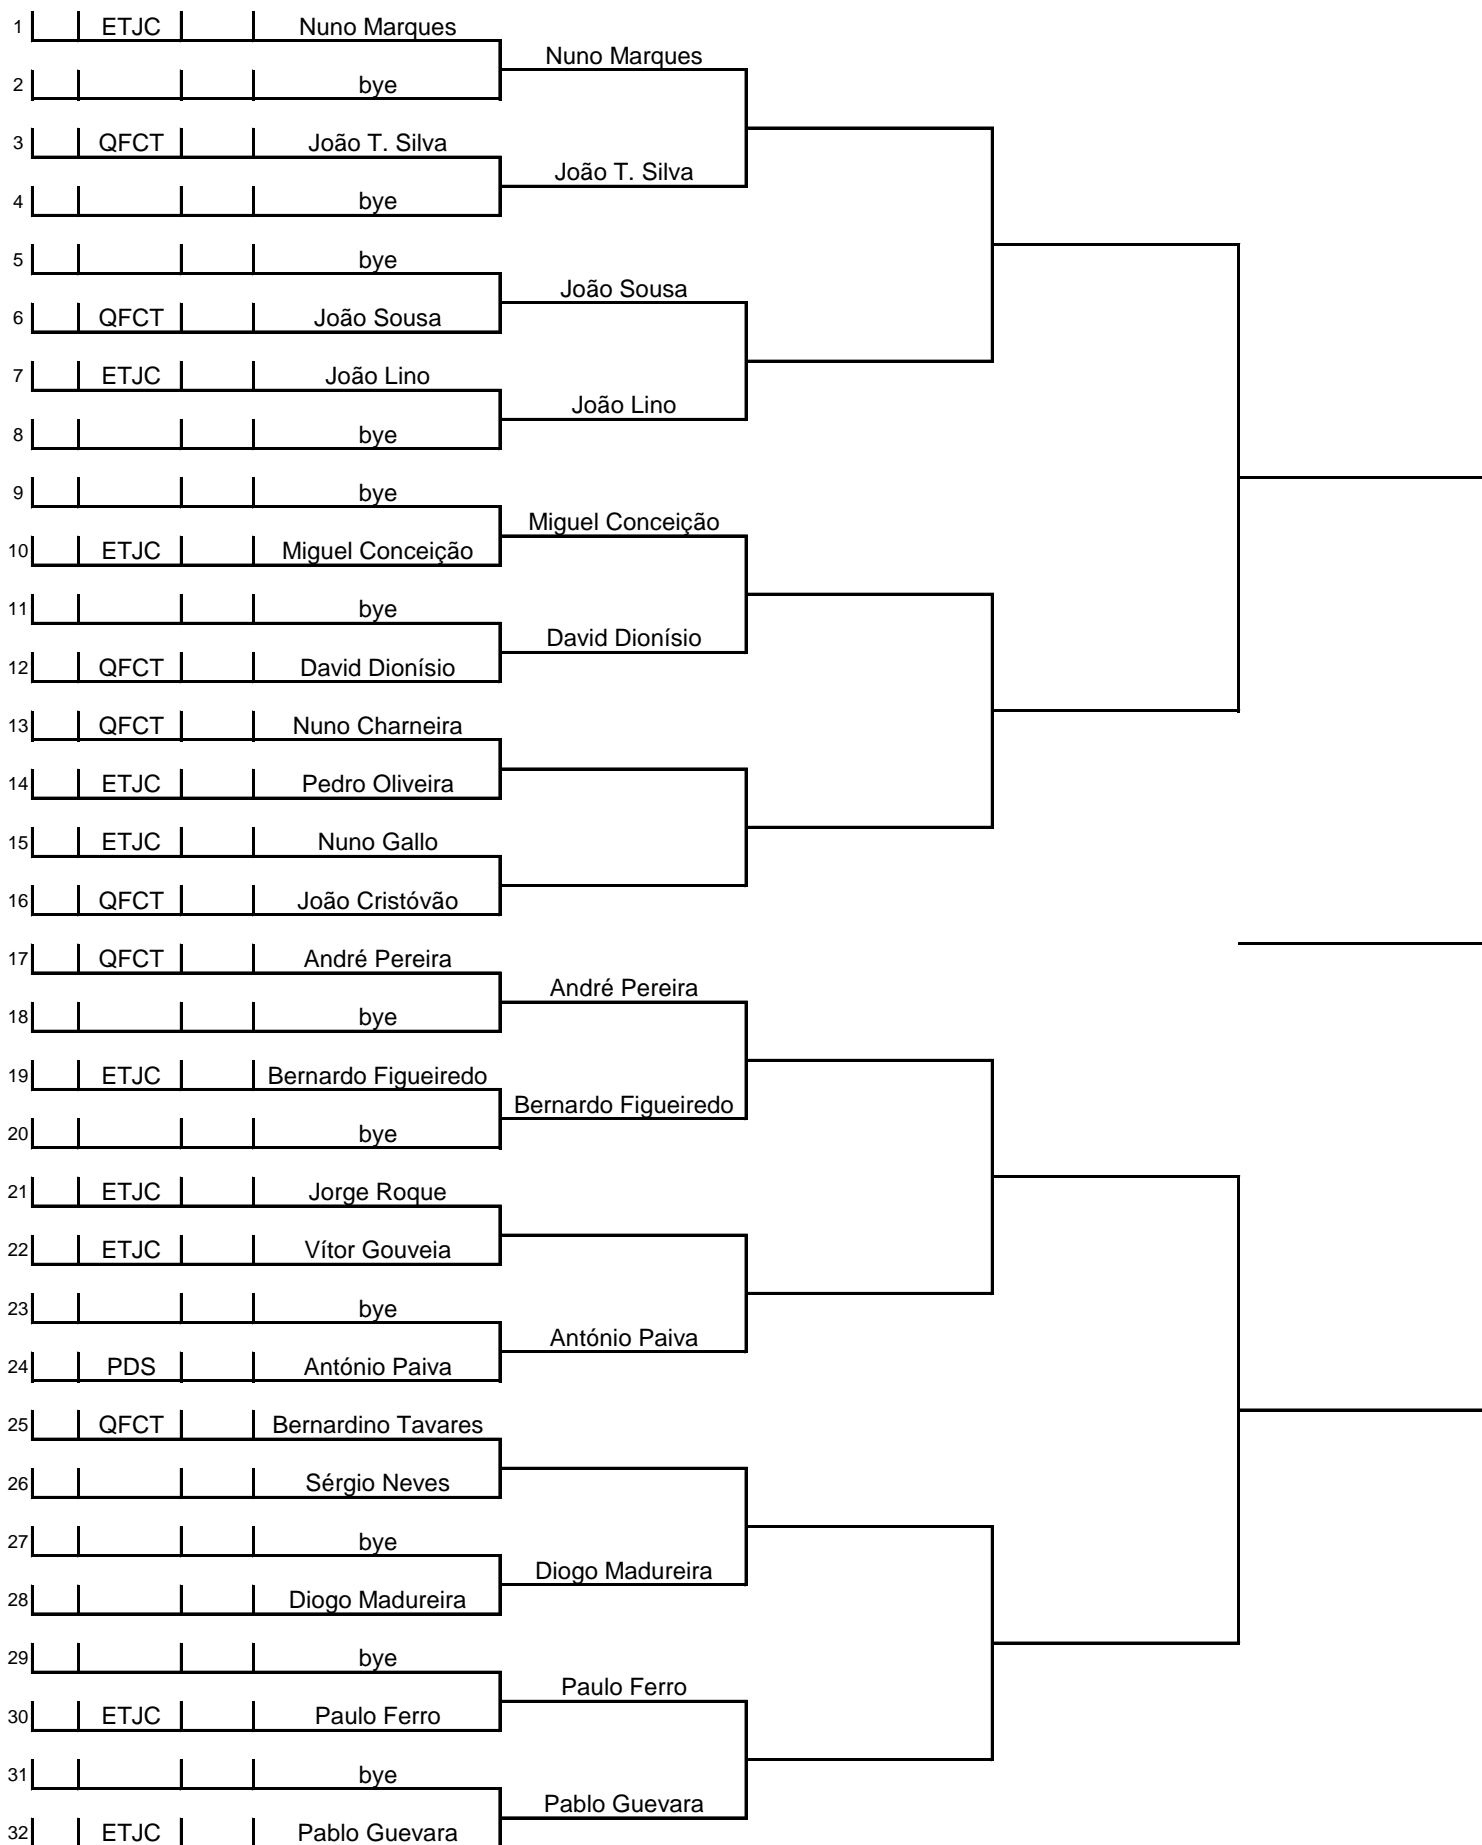 1 ETJC Nuno Marques
Nuno Marques
2 bye
3 QFCT João T. Silva
João T. Silva
4 bye
5 bye
João Sousa
6 QFCT João Sousa
7 ETJC João Lino
João Lino
8 bye
9 bye
Miguel Conceição
10 ETJC Miguel Conceição
11 bye
David Dionísio
12 QFCT David Dionísio
13 QFCT Nuno Charneira
14 ETJC Pedro Oliveira
15 ETJC Nuno Gallo
16 QFCT João Cristóvão
17 QFCT André Pereira
André Pereira
18 bye
19 ETJC Bernardo Figueiredo
Bernardo Figueiredo
20 bye
21 ETJC Jorge Roque
22 ETJC Vítor Gouveia
23 bye
António Paiva
24 PDS António Paiva
25 QFCT Bernardino Tavares
26 Sérgio Neves
27 bye
Diogo Madureira
28 Diogo Madureira
29 bye
Paulo Ferro
30 ETJC Paulo Ferro
31 bye
Pablo Guevara
32 ETJC Pablo Guevara